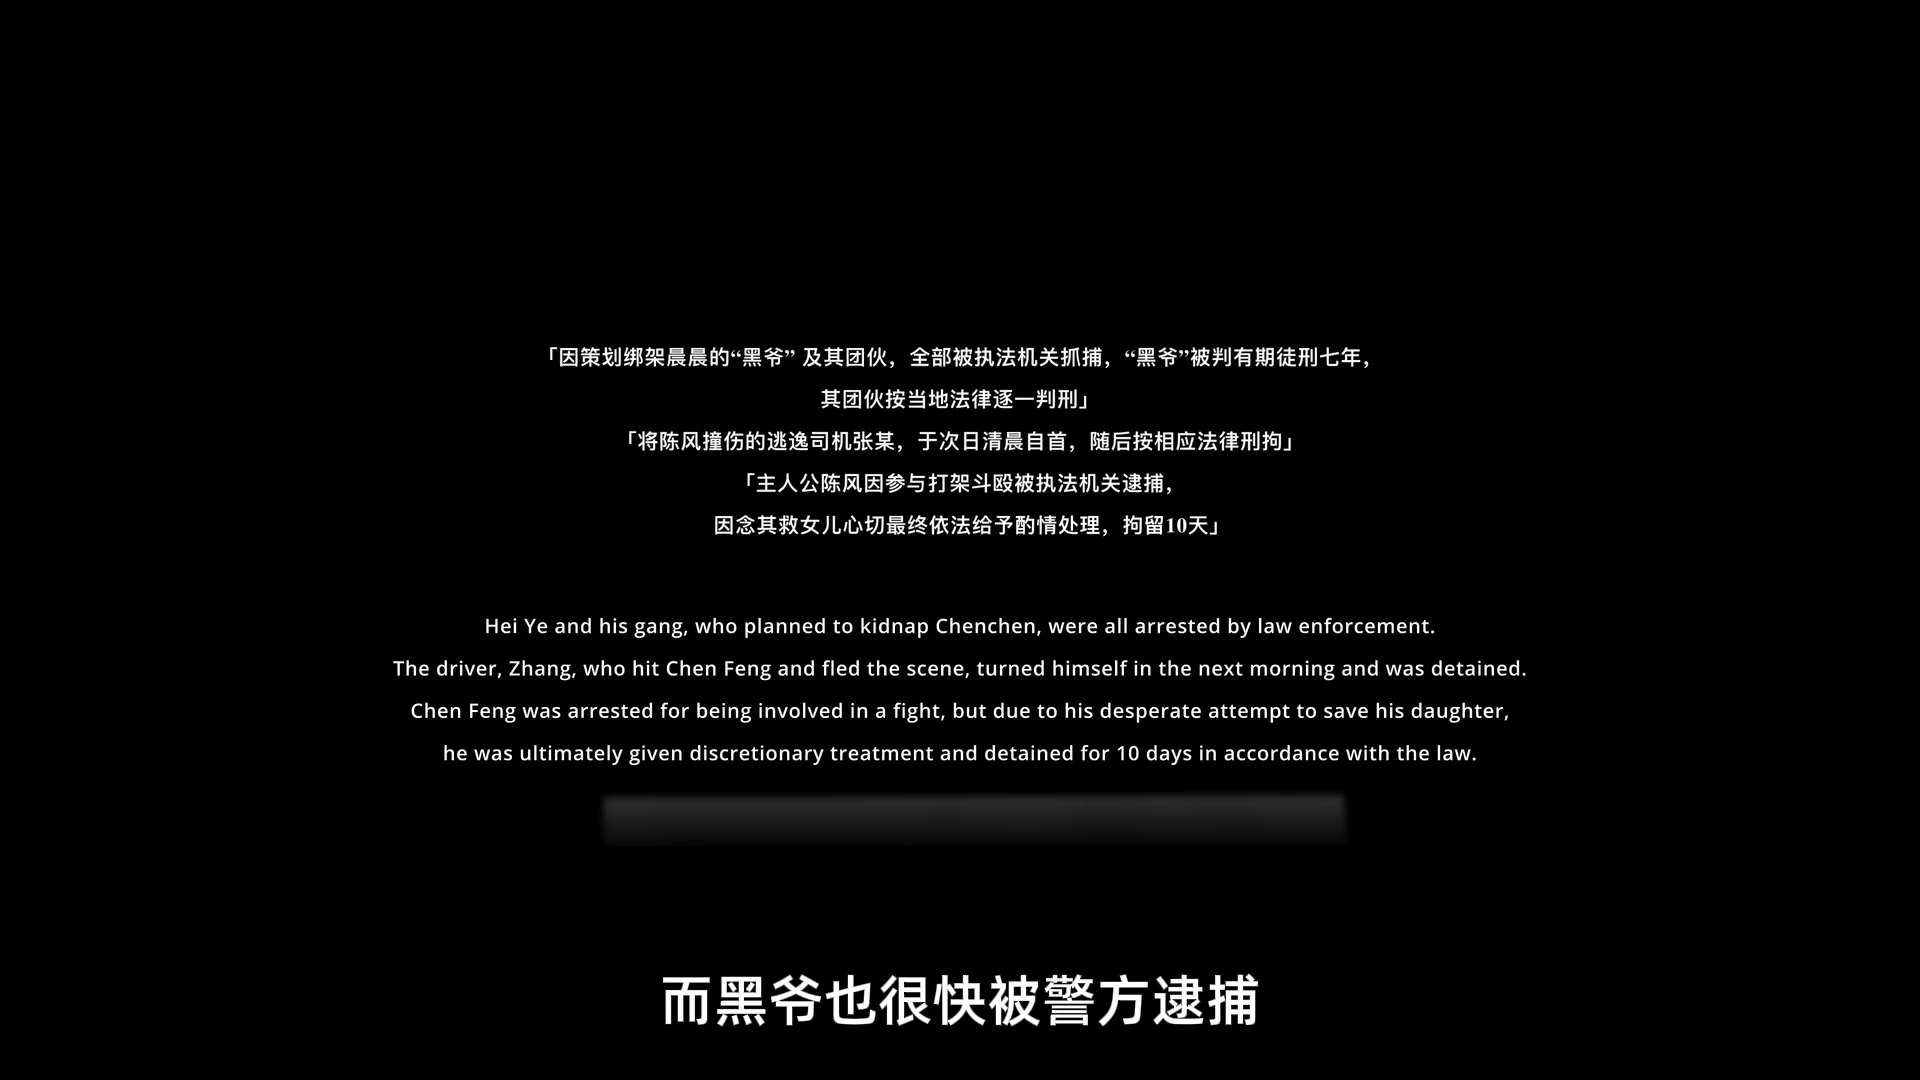 「因策划绑架晨晨的“黑爷” 及其团伙，全部被执法机关抓捕，“黑爷”被判有期徒刑七年，
其团伙按当地法律逐一判刑」
「将陈风撞伤的逃逸司机张某，于次日清晨自首，随后按相应法律刑拘」
「主人公陈风因参与打架斗殴被执法机关逮捕，
因念其救女儿心切最终依法给予酌情处理，拘留10天」
Hei Ye and his gang, who planned to kidnap Chenchen, were all arrested by law enforcement.
The driver, Zhang, who hit Chen Feng and fled the scene, turned himself in the next morning and was detained.
Chen Feng was arrested for being involved in a fight, but due to his desperate attempt to save his daughter,
he was ultimately given discretionary treatment and detained for 10 days in accordance with the law.
而黑爷也很快被警方逮捕